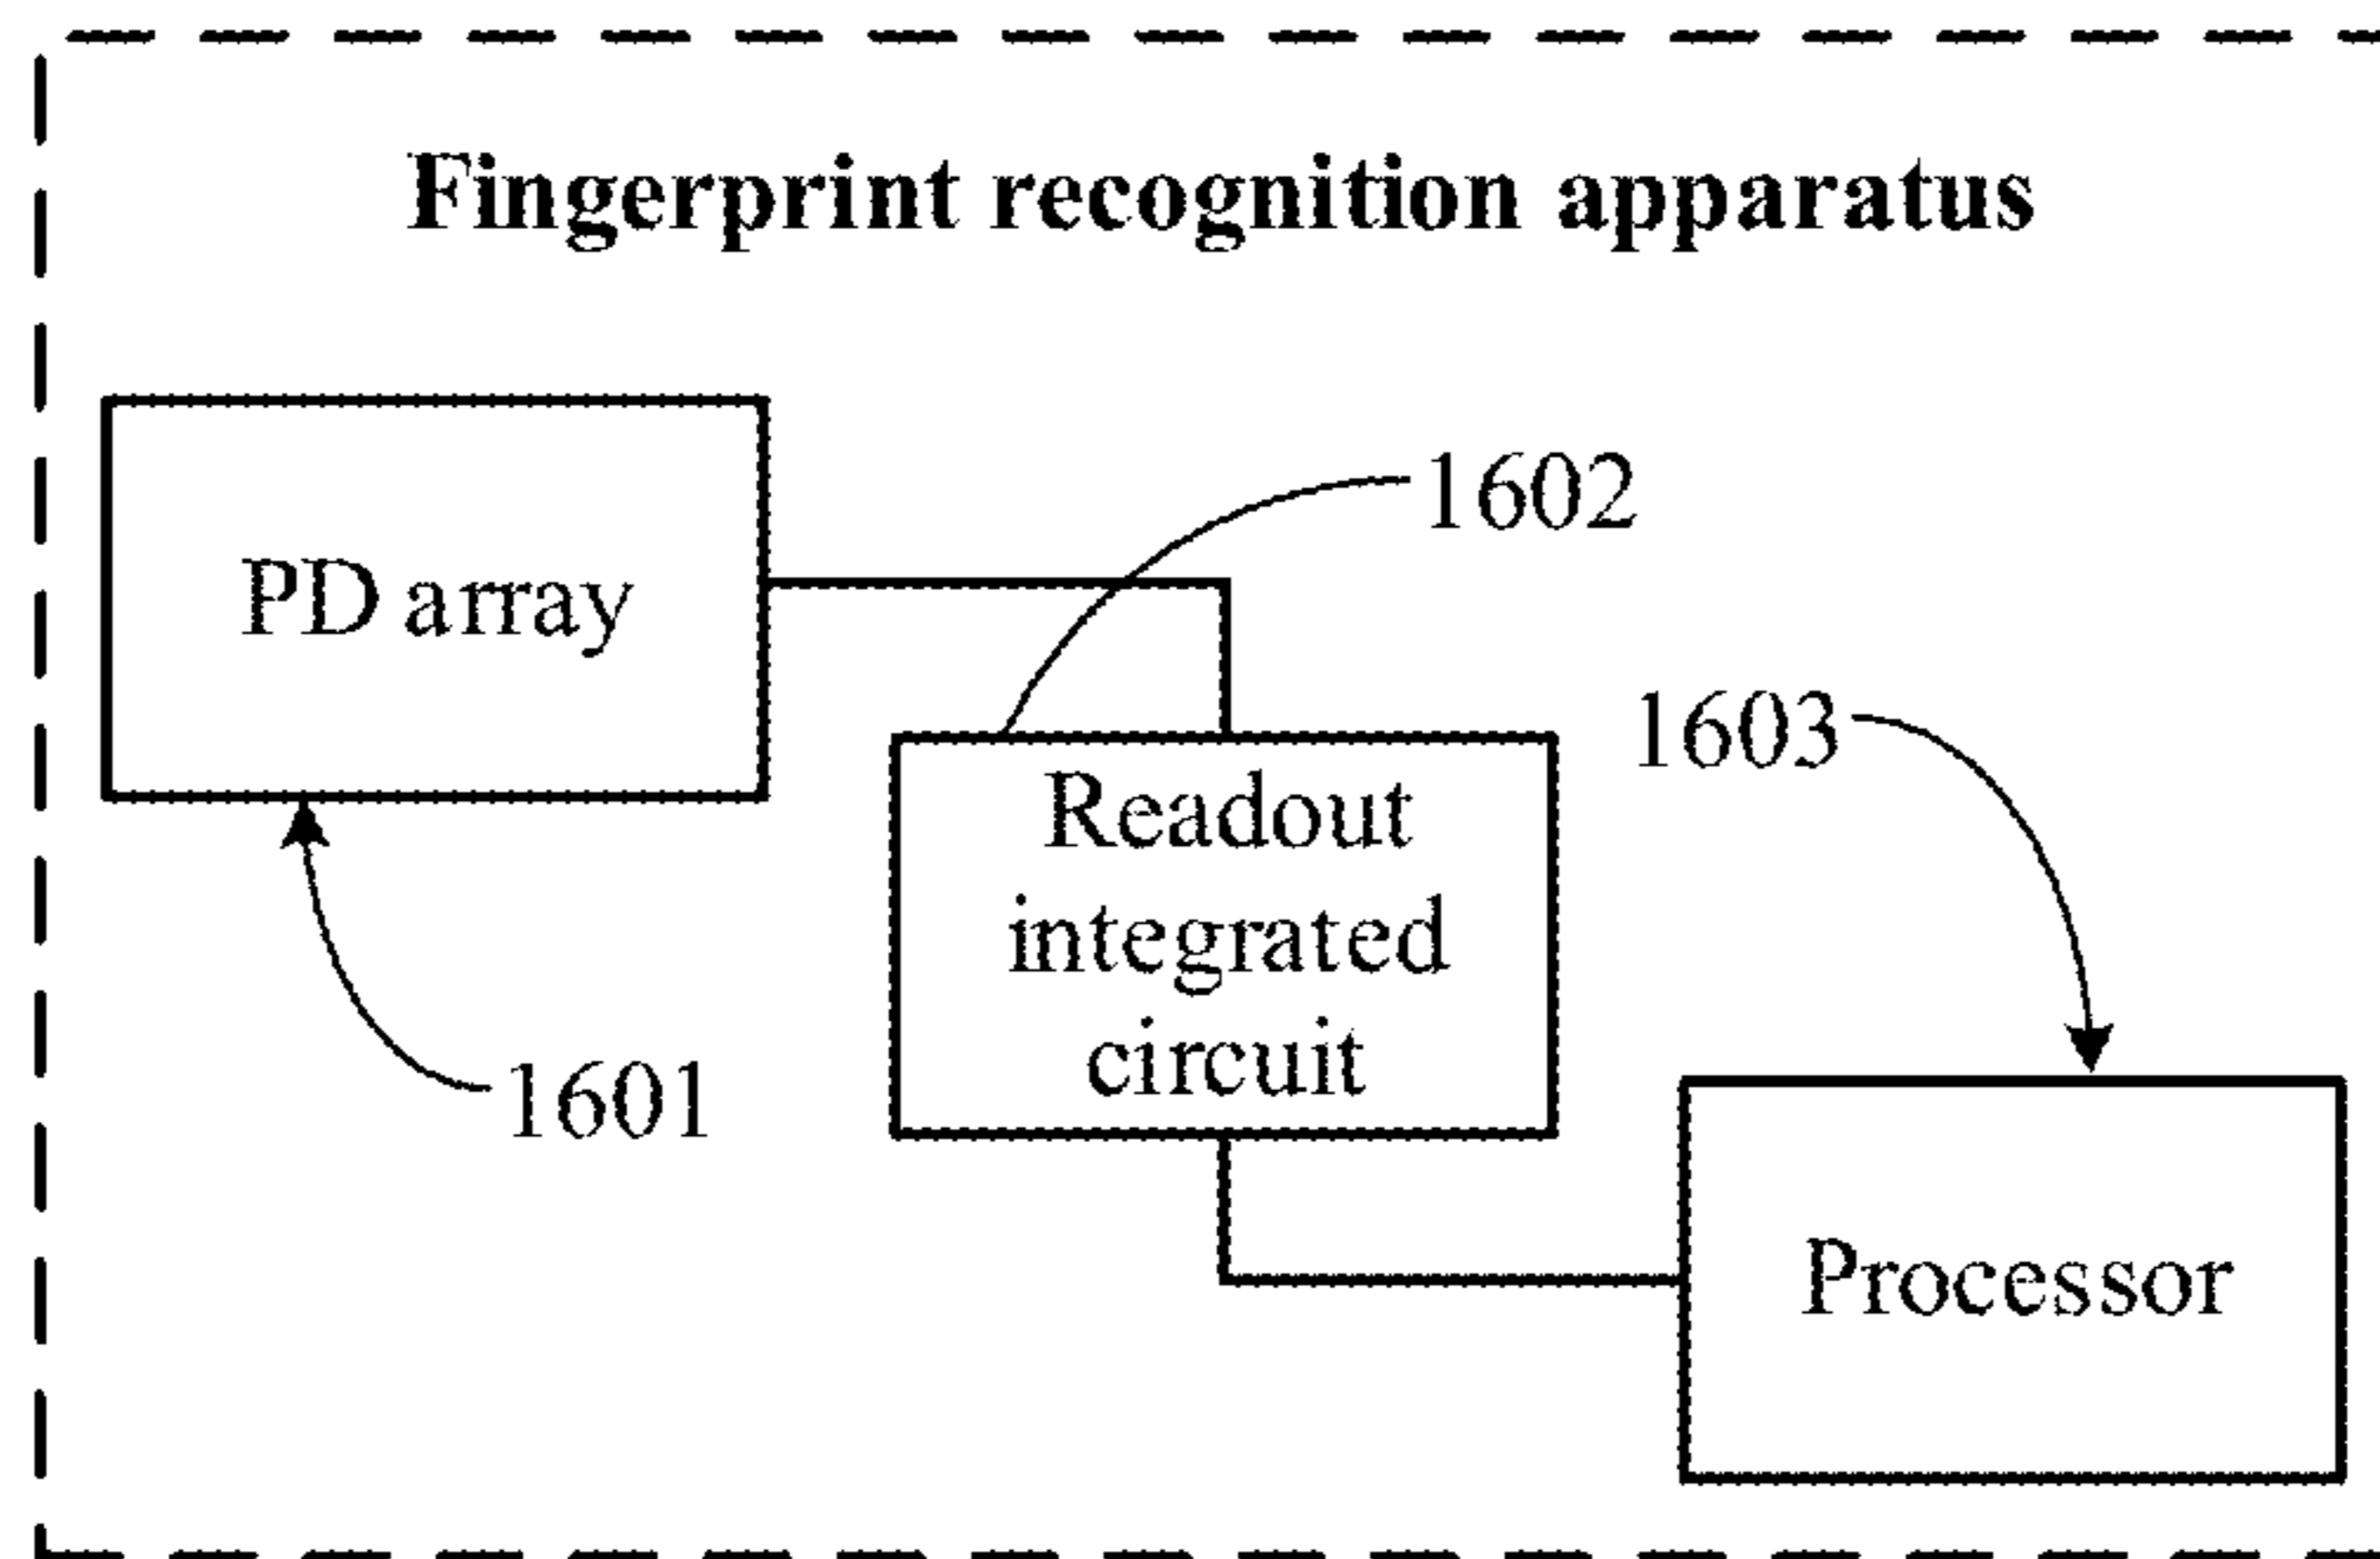 Fingerprint recognition apparatus
PD array
1602
1603
Readout
integrated
circuit
1601
Processor